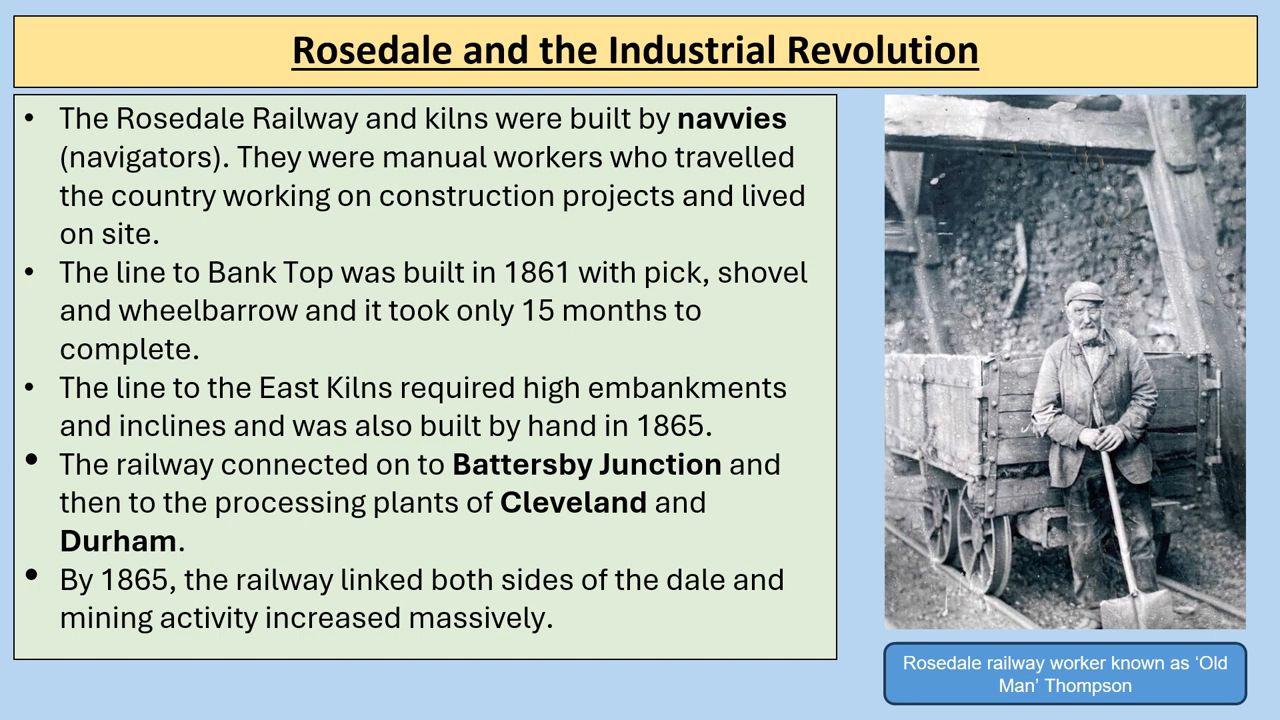 Rosedale and the Industrial Revolution
• The Rosedale Railway and kilns were built by navvies
(navigators). They were manual workers who travelled
the country working on construction projects and lived
on site.
• The line to Bank Top was built in 1861 with pick, shovel
and wheelbarrow and it took only 15 months to
complete.
• The line to the East Kilns required high embankments
and inclines and was also built by hand in 1865.
• The railway connected on to Battersby Junction and
then to the processing plants of Cleveland and
Durham.
• By 1865, the railway linked both sides of the dale and
mining activity increased massively.
Rosedale railway worker known as ‘Old
Man’ Thompson